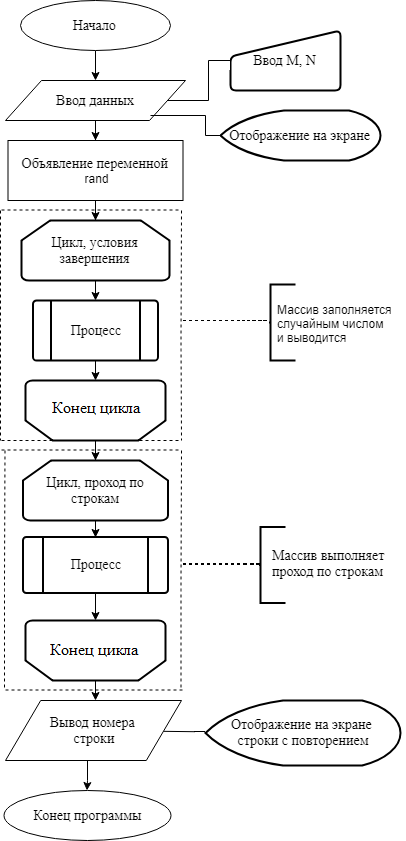 Начало
Ввод M, N
Ввод данных
Отображение на экране
Объявление переменной
rand
Цикл, условия
завершения
Массив заполняется
случайным числом
и выводится
Процесс
Конец цикла
Цикл, проход по
строкам
Массив выполняет
проход по строкам
Процесс
Конец цикла
Вывод номера
строки
Отображение на экране
строки с повторением
Конец программы